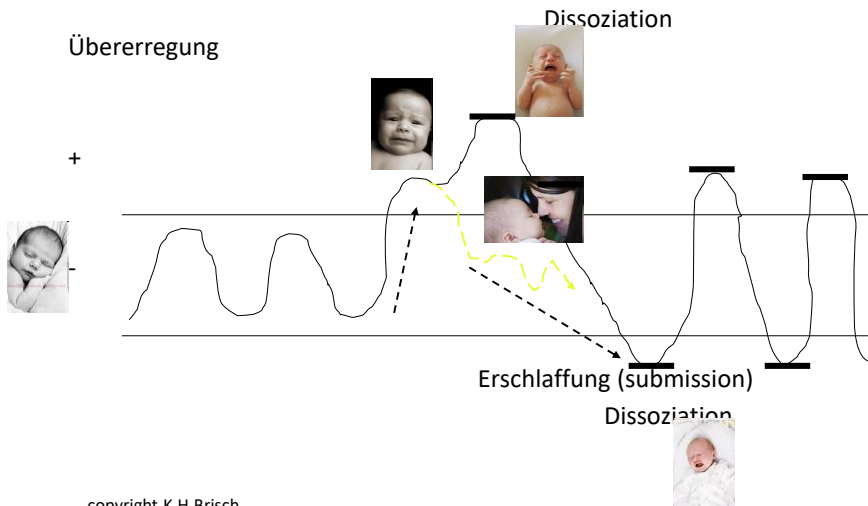 Dissoziation
Übererregung
+
-
Erschlaffung (submission)
Dissoziation
copyright K.H.Brisch